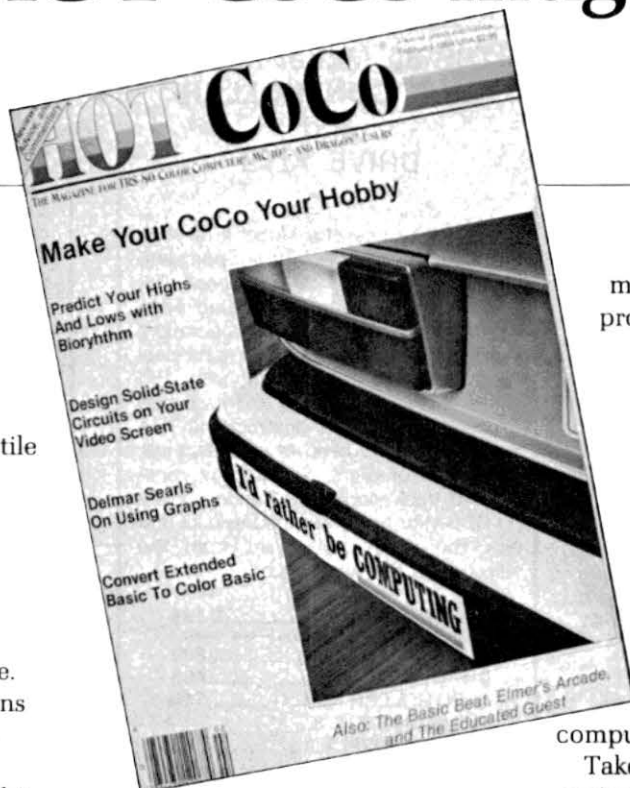 HOT CoCo
THE MAGAZINE FOR TRS-80 COLOR COMPUTER, MC-10, AND DRAGON USERS
Make Your CoCo Your Hobby
Predict Your Highs
And Lows with
Bioryhthm
Design Solid-State
Circuits on Your
Video Screen
Delmar Searls
On Using Graphs
Convert Extended
Basic To Color Basic
I'd rather be COMPUTING
Also: The Basic Beat, Elmer's Arcade,
and The Educated Guest
tile
e.
ns
m
pro
compu
Take